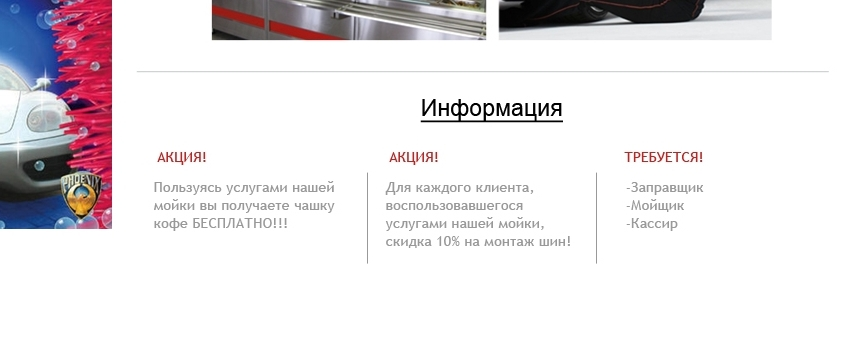 PHOENIX
Информация
АКЦИЯ!
Пользуясь услугами нашей
мойки вы получаете чашку
кофе БЕСПЛАТНО!!!
АКЦИЯ!
Для каждого клиента,
воспользовавшегося
услугами нашей мойки,
скидка 10% на монтаж шин!
ТРЕБУЕТСЯ!
-Заправщик
-Мойщик
-Кассир